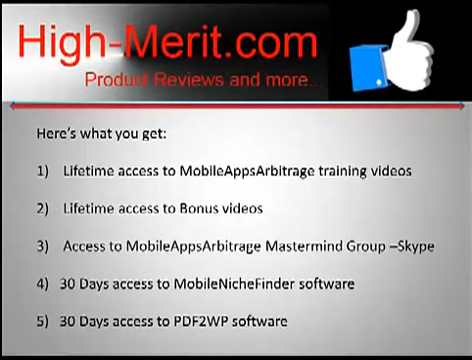 High-Merit.com
Product Reviews and more...
Here's what you get:
1) Lifetime access to MobileAppsArbitrage training videos
2) Lifetime access to Bonus videos
3) Access to MobileAppsArbitrage Mastermind Group –Skype
4) 30 Days access to MobileNicheFinder software
5) 30 Days access to PDF2WP software